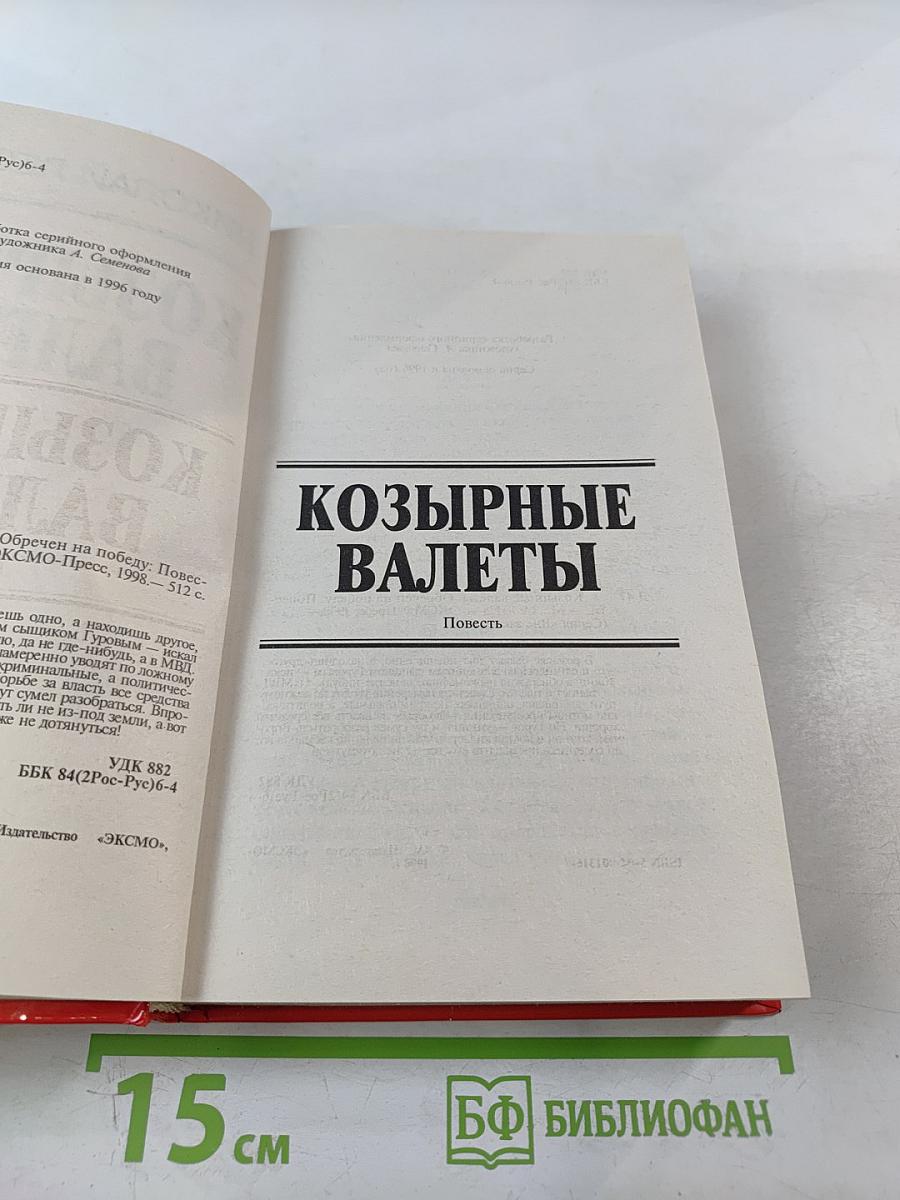 Рус)6-4
ботка серийного оформления
художника А. Семенова
ия основана в 1996 году
Обречен на победу: Повес-
ЭКСМО-Пресс, 1998.— 512 с.
ешь одно, а находишь другое,
м сыщиком Гуровым — искал
ю, да не где-нибудь, а в МВД.
намеренно уводят по ложному
криминальные, а политичес-
орьбе за власть все средства
ут сумел разобраться. Впро-
ть ли не из-под земли, а вот
же не дотянуться!
УДК 882
ББК 84(2Рос-Рус)6-4
Издательство «ЭКСМО»,
КОЗЫРНЫЕ
ВАЛЕТЫ
Повесть
15 см
БФ БИБЛИОФАН